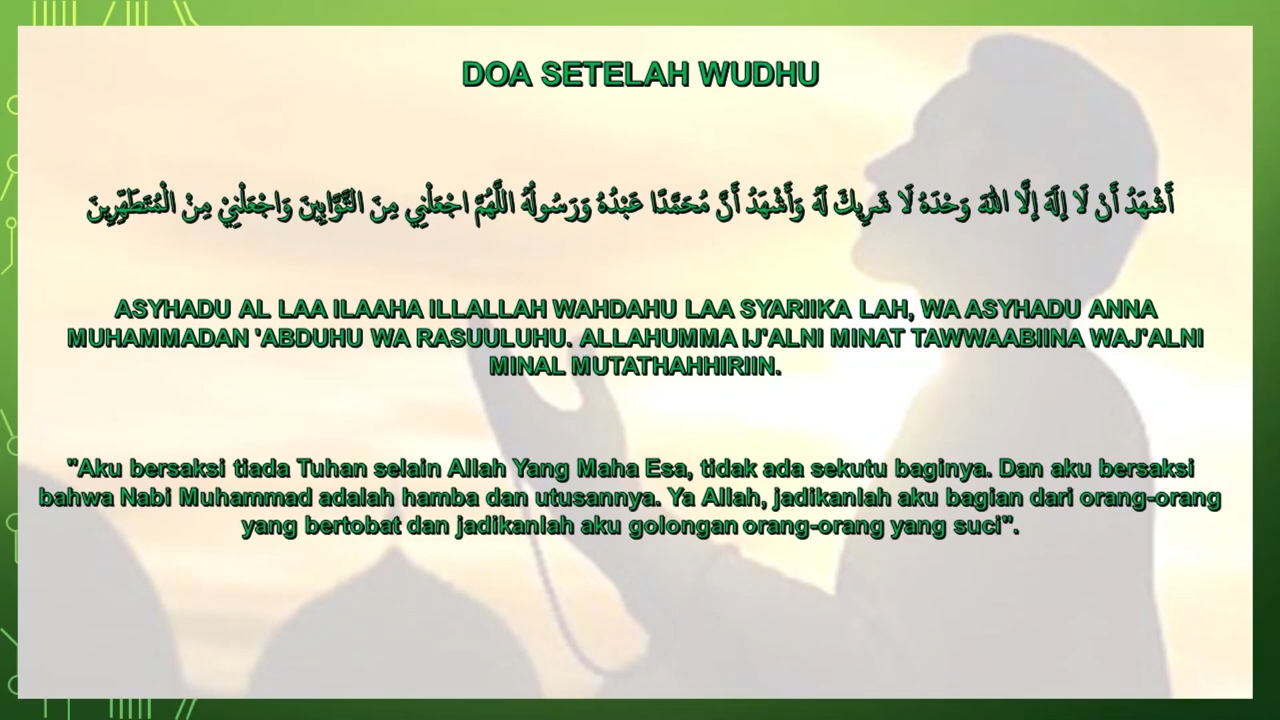 DOA SETELAH WUDHU
أَشْهَدُ أَنْ لَا إِلَهَ إِلَّا اللهُ وَحْدَهُ لَا شَرِيكَ لَهُ وَأَشْهَدُ أَنَّ مُحَمَّدًا عَبْدُهُ وَرَسُولُهُ اللَّهُمَّ اجْعَلْنِي مِنَ التَّوَّابِينَ وَاجْعَلْنِيْ مِنْ الْمُتَطَهِّرِينَ
ASYHADU AL LAA ILAAHA ILLALLAH WAHDAHU LAA SYARIIKA LAH, WA ASYHADU ANNA
MUHAMMADAN 'ABDUHU WA RASUULUHU. ALLAHUMMA IJ'ALNI MINAT TAWWAABIINA WAJ'ALNI
MINAL MUTATHAHHIRIIN.
"Aku bersaksi tiada Tuhan selain Allah Yang Maha Esa, tidak ada sekutu baginya. Dan aku bersaksi
bahwa Nabi Muhammad adalah hamba dan utusannya. Ya Allah, jadikanlah aku bagian dari orang-orang
yang bertobat dan jadikanlah aku golongan orang-orang yang suci".